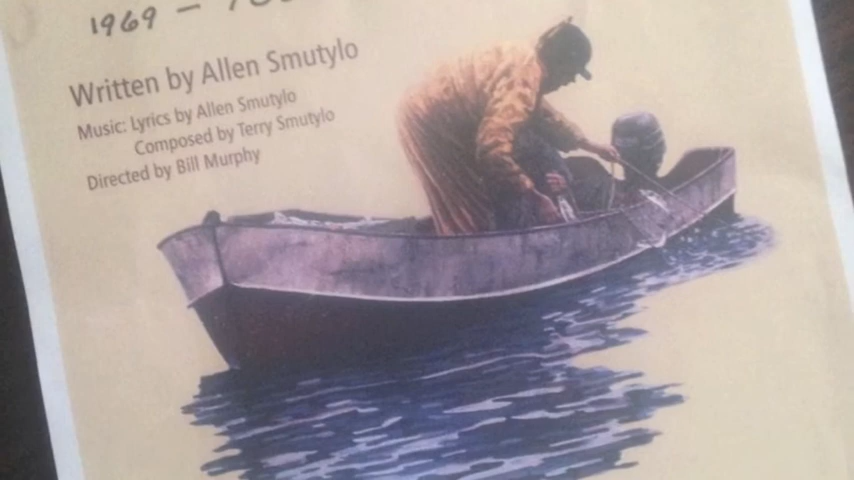 1969 –
Written by Allen Smutylo
Music: Lyrics by Allen Smutylo
Composed by Terry Smutylo
Directed by Bill Murphy